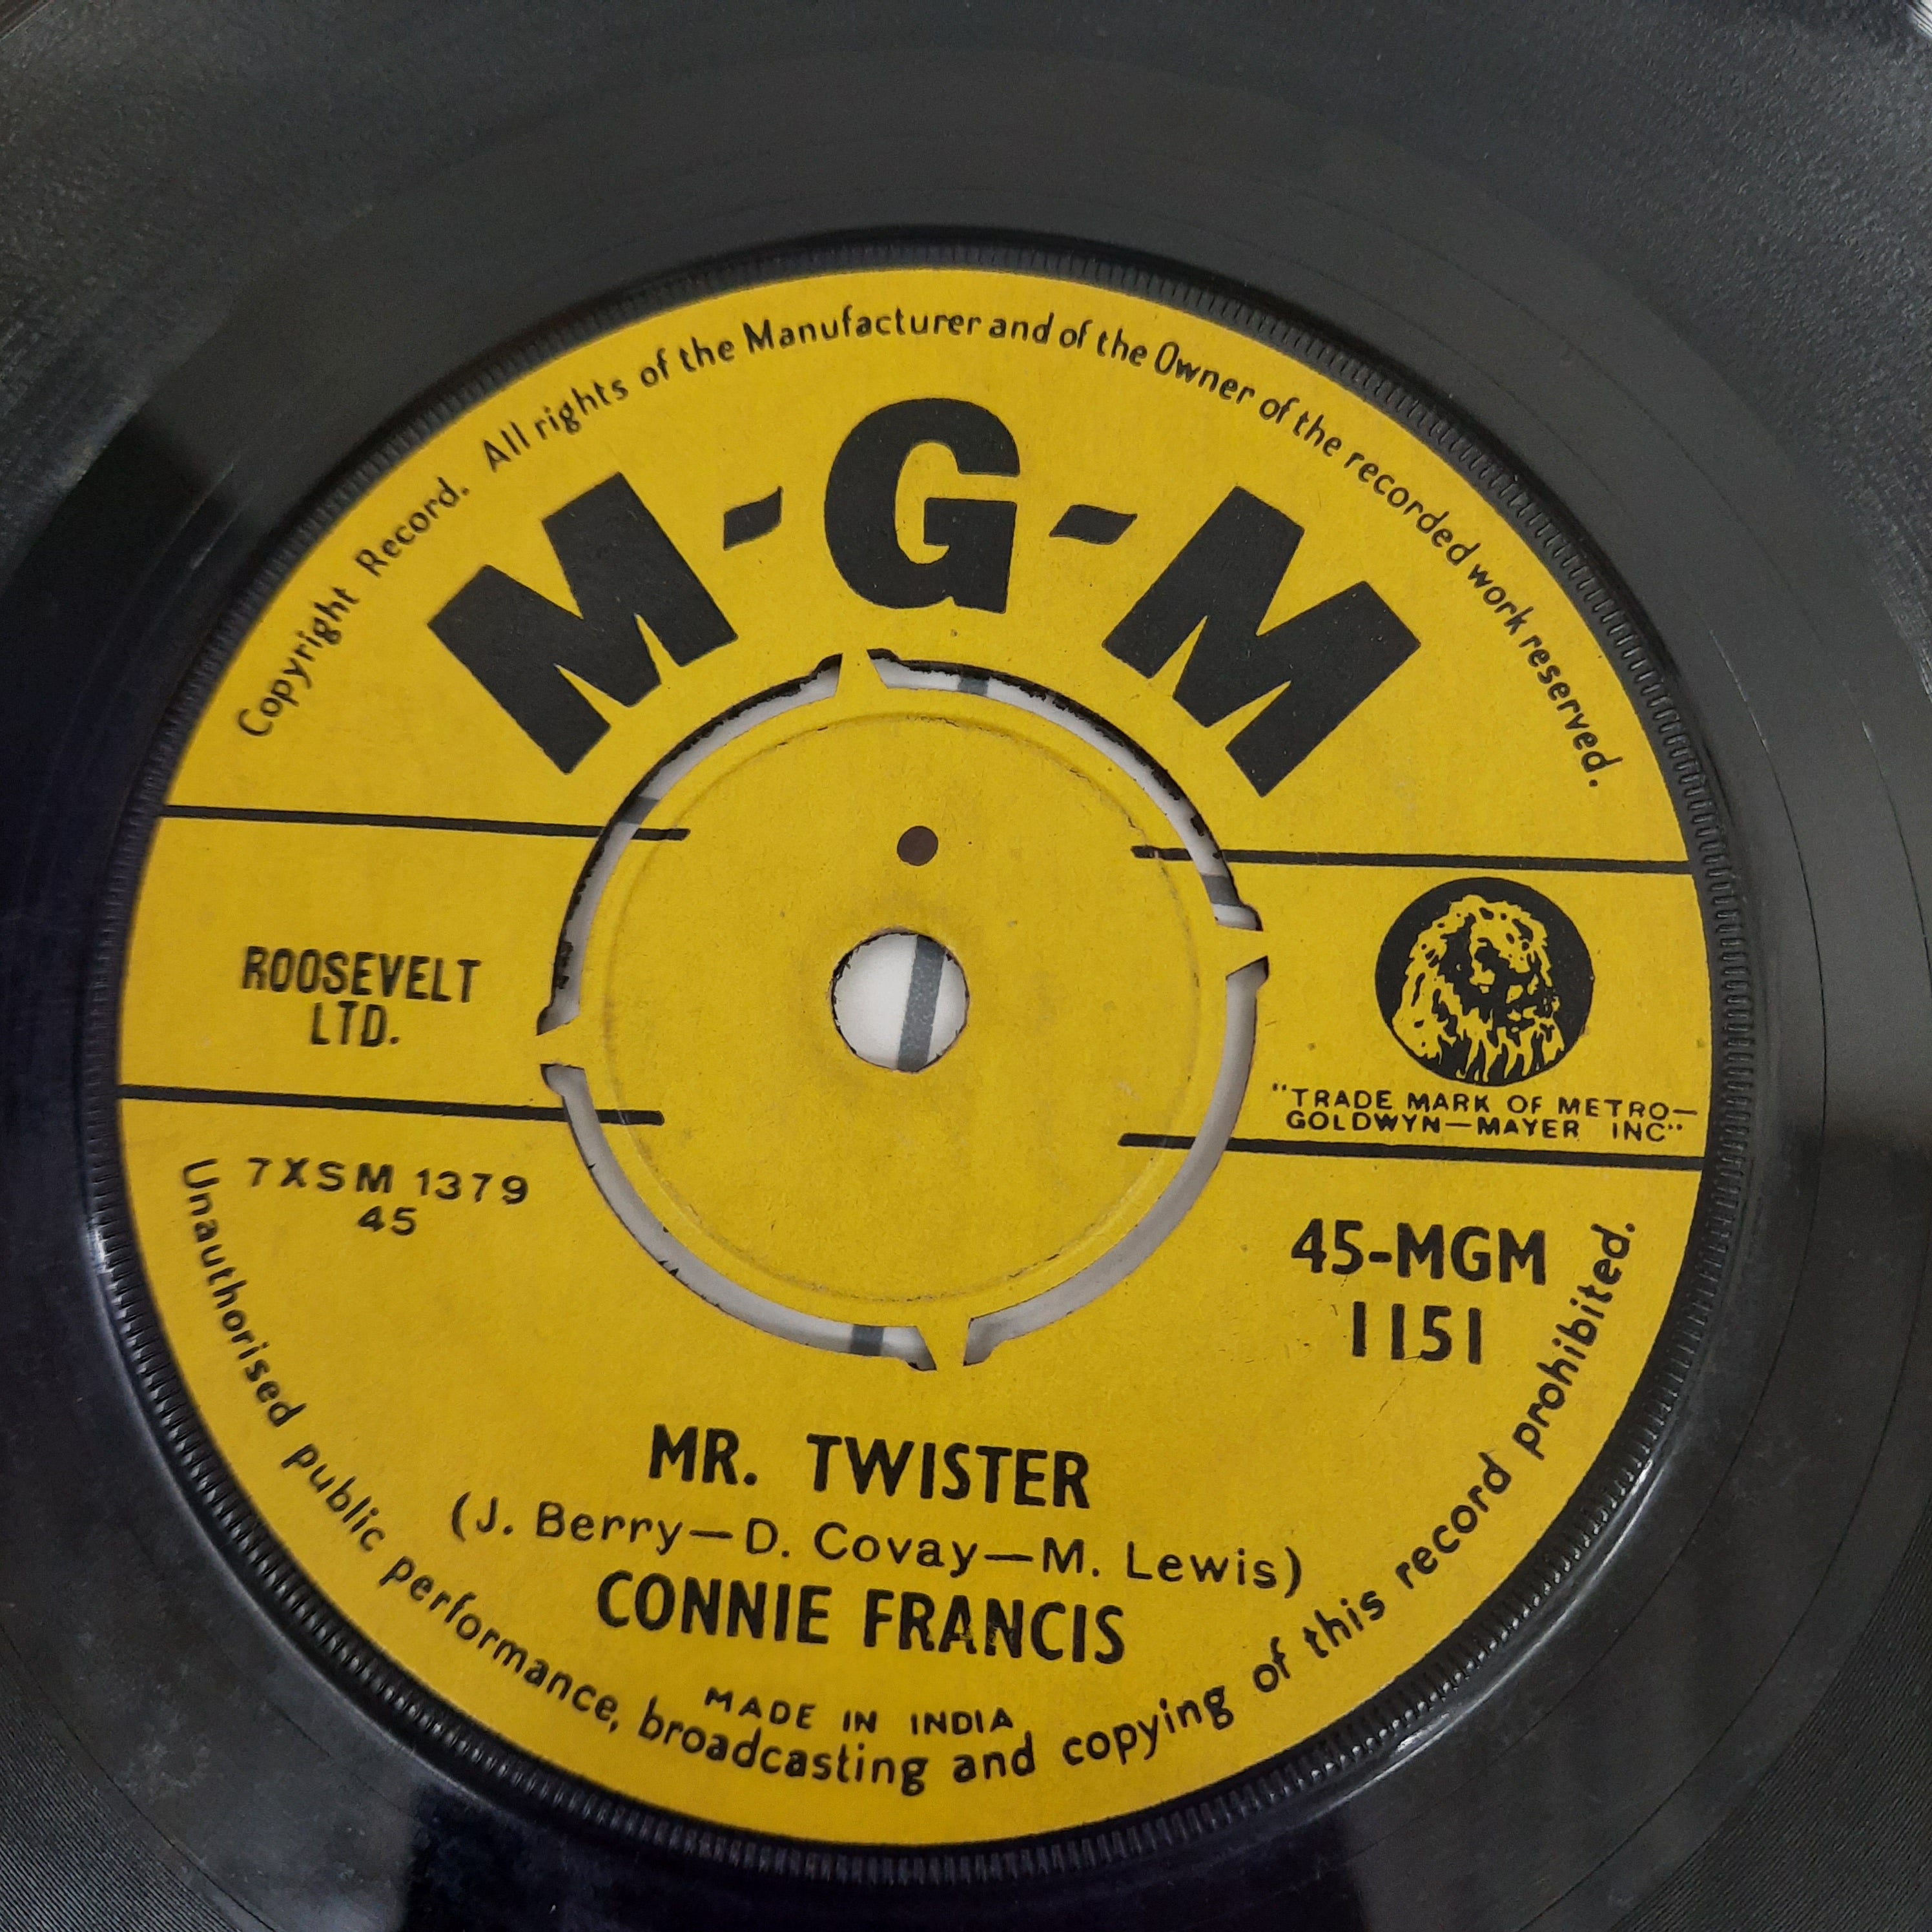 Copyright Record. All rights of the Manufacturer and of the Owner of the recorded work reserved.
M-G-M
ROOSEVELT
LTD.
"TRADE MARK OF METRO—
GOLDWYN—MAYER INC"
7XSM 1379
45
45-MGM
1151
MR. TWISTER
(J. Berry—D. Covay—M. Lewis)
CONNIE FRANCIS
MADE IN INDIA
Unauthorised public performance, broadcasting and copying of this record prohibited.